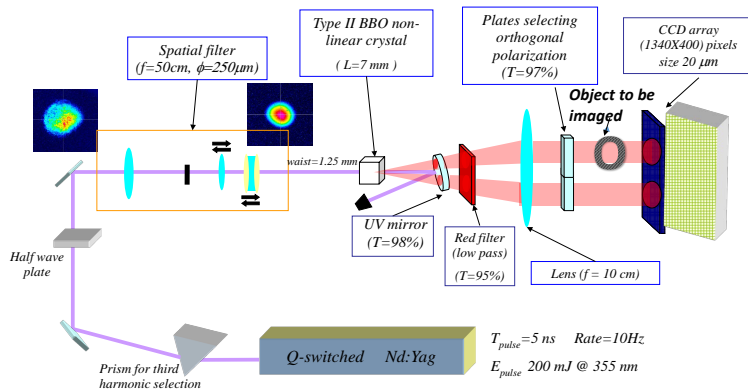 Type II BBO non-
linear crystal
( L=7 mm )
Plates selecting
orthogonal
polarization
(T=97%)
CCD array
(1340X400) pixels
size 20 μm
Spatial filter
(f=50cm, ϕ=250μm)
Object to be
imaged
waist=1.25 mm
UV mirror
(T=98%)
Red filter
(low pass)
(T=95%)
Lens (f = 10 cm)
Half wave
plate
Prism for third
harmonic selection
Q-switched Nd:Yag
T pulse=5 ns Rate=10Hz
E pulse 200 mJ @ 355 nm